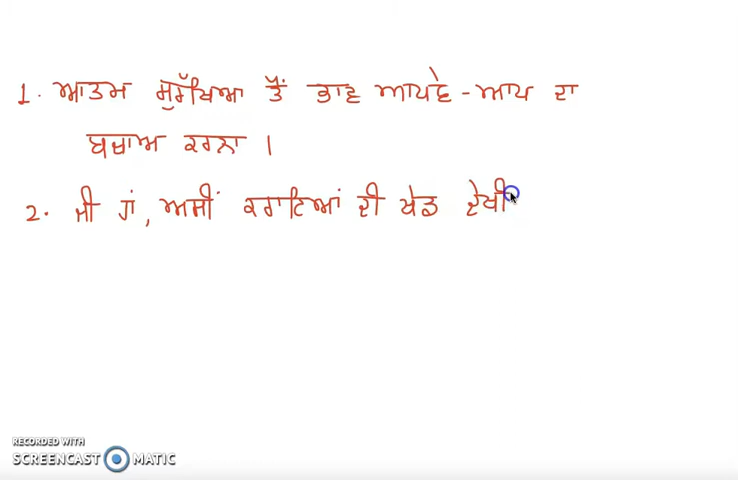 1. ਆਤਮ ਸੁਰੱਖਿਆ ਤੋਂ ਭਾਵ ਆਪਣੇ-ਆਪ ਦਾ
ਬਚਾਅ ਕਰਨਾ ।
2. ਜੀ ਹਾਂ, ਅਸੀਂ ਕਰਾਟਿਆਂ ਦੀ ਖੇਡ ਦੇਖੀ
RECORDED WITH
SCREENCAST MATIC